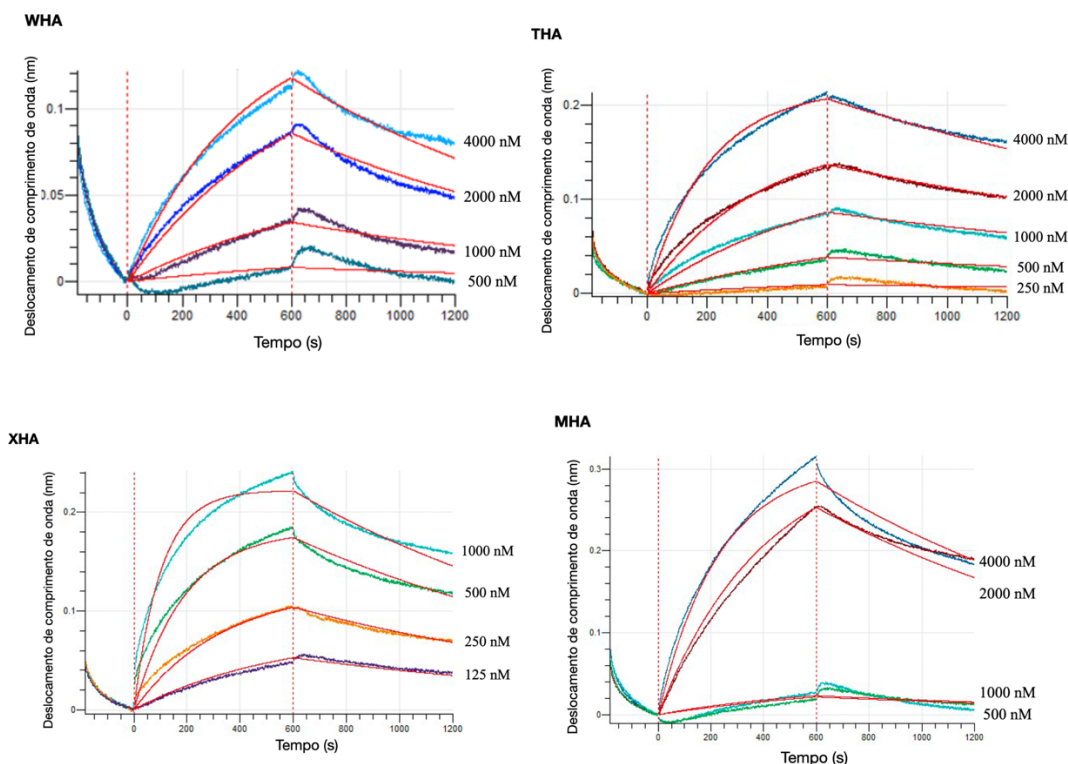 WHA
Deslocamento de comprimento de onda (nm)
0.1
0.05
0
4000 nM
2000 nM
1000 nM
500 nM
0 200 400 600 800 1000 1200
Tempo (s)
THA
Deslocamento de comprimento de onda (nm)
0.2
0.1
0
4000 nM
2000 nM
1000 nM
500 nM
250 nM
0 200 400 600 800 1000 1200
Tempo (s)
XHA
Deslocamento de comprimento de onda (nm)
0.2
0.1
0
1000 nM
500 nM
250 nM
125 nM
0 200 400 600 800 1000 1200
Tempo (s)
MHA
Deslocamento de comprimento de onda (nm)
0.3
0.2
0.1
0
4000 nM
2000 nM
1000 nM
500 nM
0 200 400 600 800 1000 1200
Tempo (s)